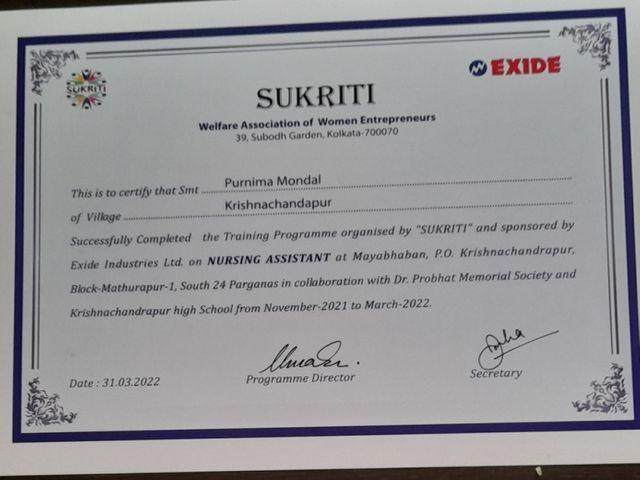 SUKRITI
EXIDE
SUKRITI
Welfare Association of Women Entrepreneurs
39, Subodh Garden, Kolkata-700070
This is to certify that Smt Purnima Mondal
of Village Krishnachandapur
Successfully Completed the Training Programme organised by "SUKRITI" and sponsored by
Exide Industries Ltd. on NURSING ASSISTANT at Mayabhaban, P.O. Krishnachandrapur,
Block-Mathurapur-1, South 24 Parganas in collaboration with Dr. Probhat Memorial Society and
Krishnachandrapur high School from November-2021 to March-2022.
Date : 31.03.2022
Programme Director
Secretary